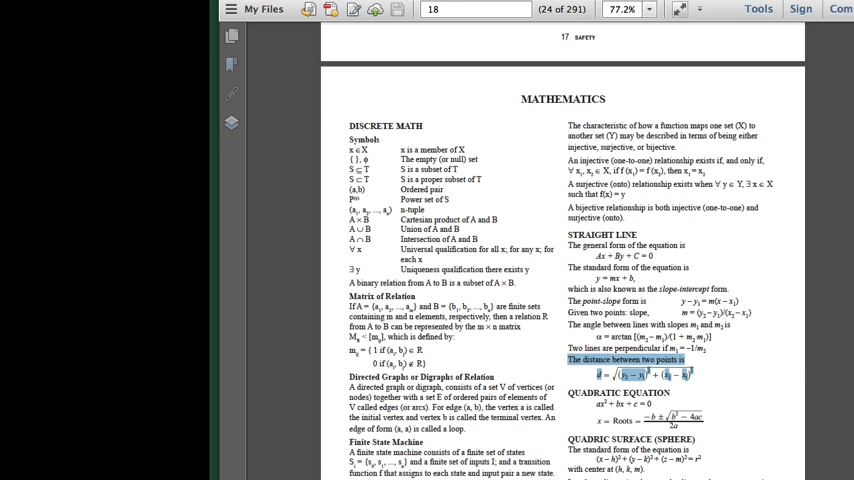 My Files
18
(24 of 291)
77.2%
Tools
Sign
Com
17 SAFETY
MATHEMATICS
DISCRETE MATH
Symbols
x ∈ X x is a member of X
{ }, ϕ The empty (or null) set
S ⊆ T S is a subset of T
S ⊂ T S is a proper subset of T
(a,b) Ordered pair
P(s) Power set of S
(a₁, a₂, ..., aₙ) n-tuple
A × B Cartesian product of A and B
A ∪ B Union of A and B
A ∩ B Intersection of A and B
∀ x Universal qualification for all x; for any x; for
each x
∃ y Uniqueness qualification there exists y
A binary relation from A to B is a subset of A × B.
Matrix of Relation
If A = {a₁, a₂, ..., aₘ} and B = {b₁, b₂, ..., bₙ} are finite sets
containing m and n elements, respectively, then a relation R
from A to B can be represented by the m × n matrix
M_R < [mᵢⱼ], which is defined by:
mᵢⱼ = { 1 if (aᵢ, bⱼ) ∈ R
0 if (aᵢ, bⱼ) ∉ R}
Directed Graphs or Digraphs of Relation
A directed graph or digraph, consists of a set V of vertices (or
nodes) together with a set E of ordered pairs of elements of
V called edges (or arcs). For edge (a, b), the vertex a is called
the initial vertex and vertex b is called the terminal vertex. An
edge of form (a, a) is called a loop.
Finite State Machine
A finite state machine consists of a finite set of states
Sᵢ = {s₀, s₁, ..., sₙ} and a finite set of inputs I; and a transition
function f that assigns to each state and input pair a new state.
The characteristic of how a function maps one set (X) to
another set (Y) may be described in terms of being either
injective, surjective, or bijective.
An injective (one-to-one) relationship exists if, and only if,
∀ x₁, x₂ ∈ X, if f (x₁) = f (x₂), then x₁ = x₂
A surjective (onto) relationship exists when ∀ y ∈ Y, ∃ x ∈ X
such that f(x) = y
A bijective relationship is both injective (one-to-one) and
surjective (onto).
STRAIGHT LINE
The general form of the equation is
Ax + By + C = 0
The standard form of the equation is
y = mx + b,
which is also known as the slope-intercept form.
The point-slope form is y – y₁ = m(x – x₁)
Given two points: slope, m = (y₂ – y₁)/(x₂ – x₁)
The angle between lines with slopes m₁ and m₂ is
α = arctan [(m₂ – m₁)/(1 + m₂·m₁)]
Two lines are perpendicular if m₁ = –1/m₂
The distance between two points is
d = √(y₂ – y₁)² + (x₂ – x₁)²
QUADRATIC EQUATION
ax² + bx + c = 0
x = Roots = (–b ± √b² – 4ac)/2a
QUADRIC SURFACE (SPHERE)
The standard form of the equation is
(x – h)² + (y – k)² + (z – m)² = r²
with center at (h, k, m).